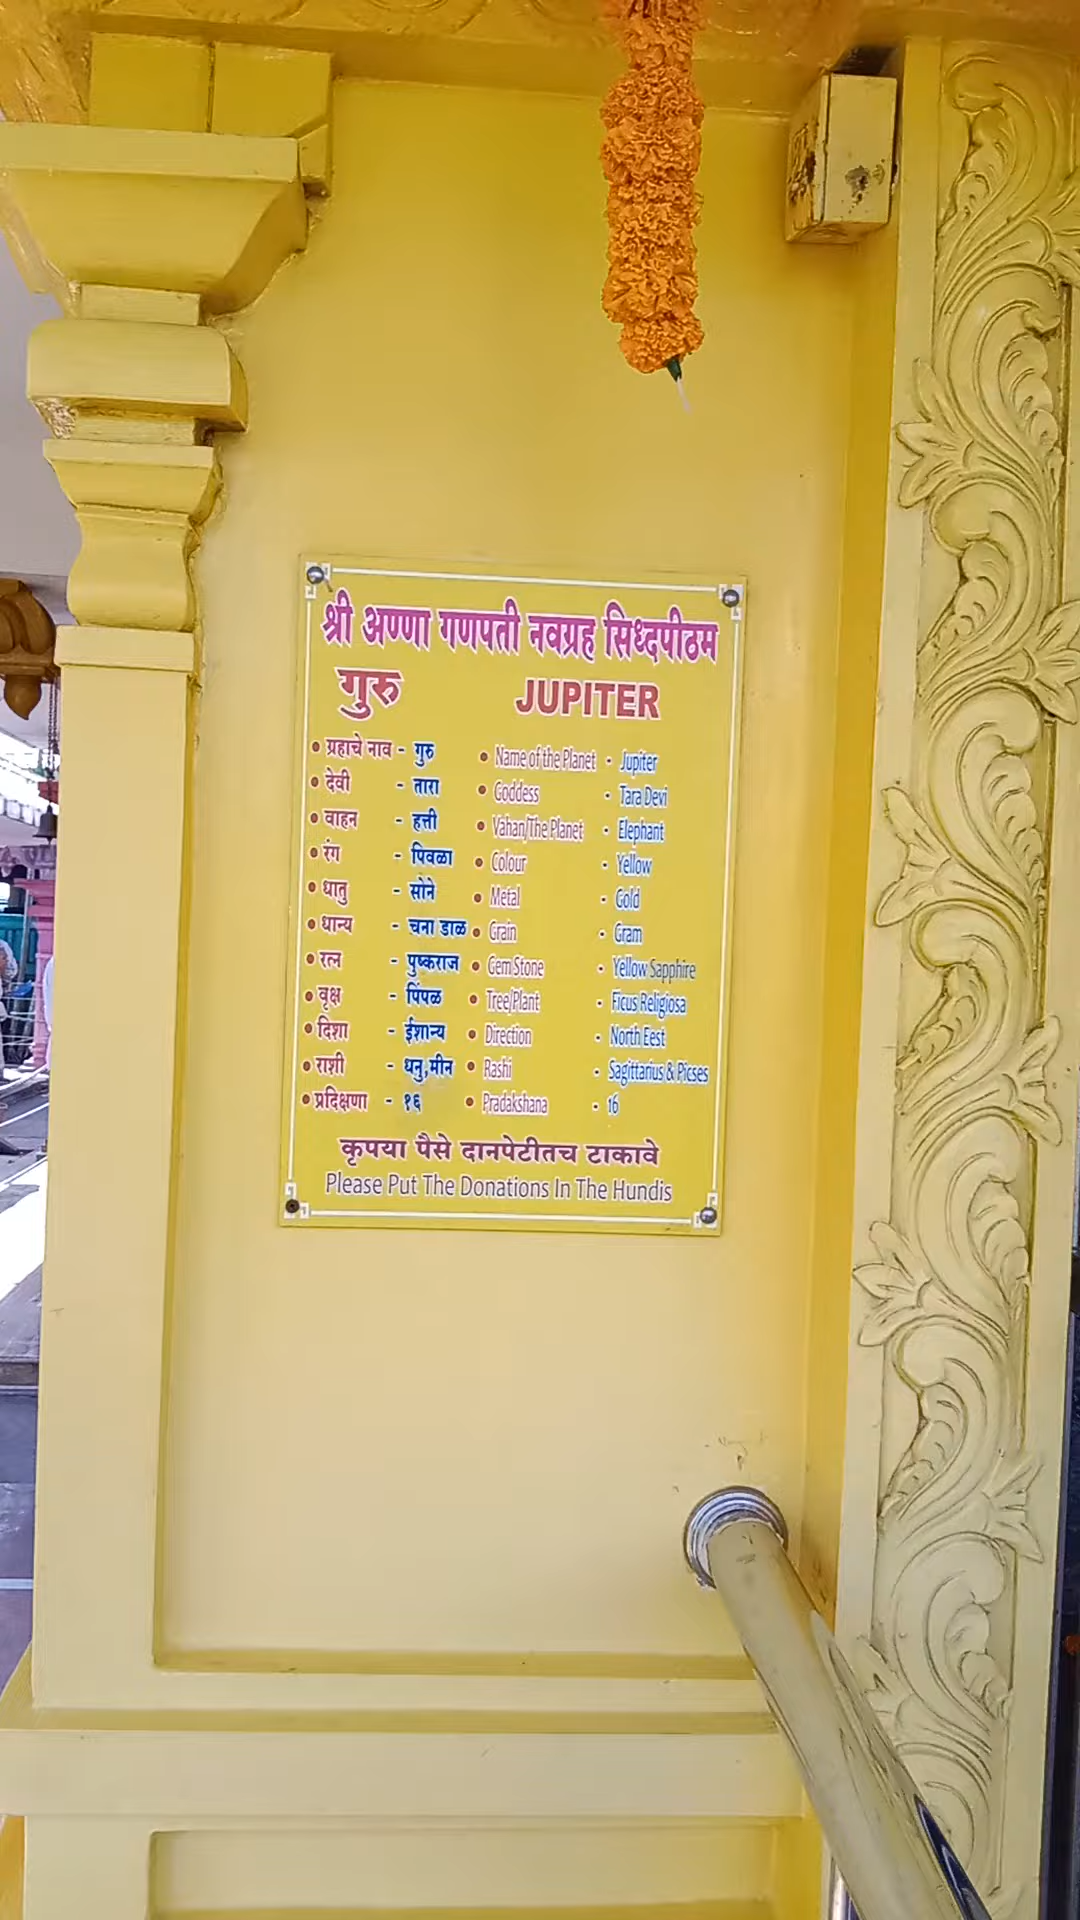 श्री अण्णा गणपती नवग्रह सिध्दपीठम
गुरु JUPITER
• ग्रहाचे नाव - गुरु • Name of the Planet - Jupiter
• देवी - तारा • Goddess - Tara Devi
• वाहन - हत्ती • Vahan/The Planet - Elephant
• रंग - पिवळा • Colour - Yellow
• धातु - सोने • Metal - Gold
• धान्य - चना डाळ • Grain - Gram
• रत्न - पुष्कराज • Gem Stone - Yellow Sapphire
• वृक्ष - पिंपळ • Tree/Plant - Ficus Religiosa
• दिशा - ईशान्य • Direction - North Eest
• राशी - धनु,मीन • Rashi - Sagittarius & Picses
• प्रदिक्षणा - १६ • Pradakshana - 16
कृपया पैसे दानपेटीतच टाकावे
Please Put The Donations In The Hundis